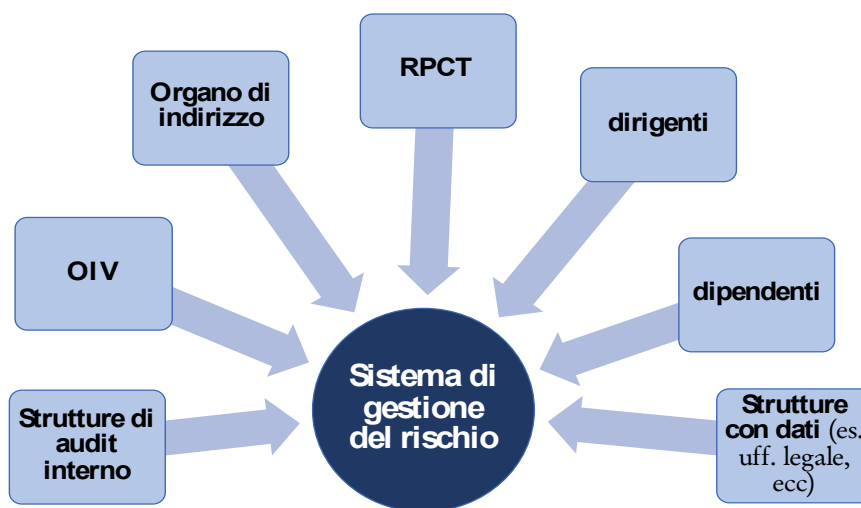 RPCT
Organo di
indirizzo
dirigenti
OIV
dipendenti
Sistema di
gestione
del rischio
Strutture di
audit
interno
Strutture
con dati (es.
uff. legale,
ecc)